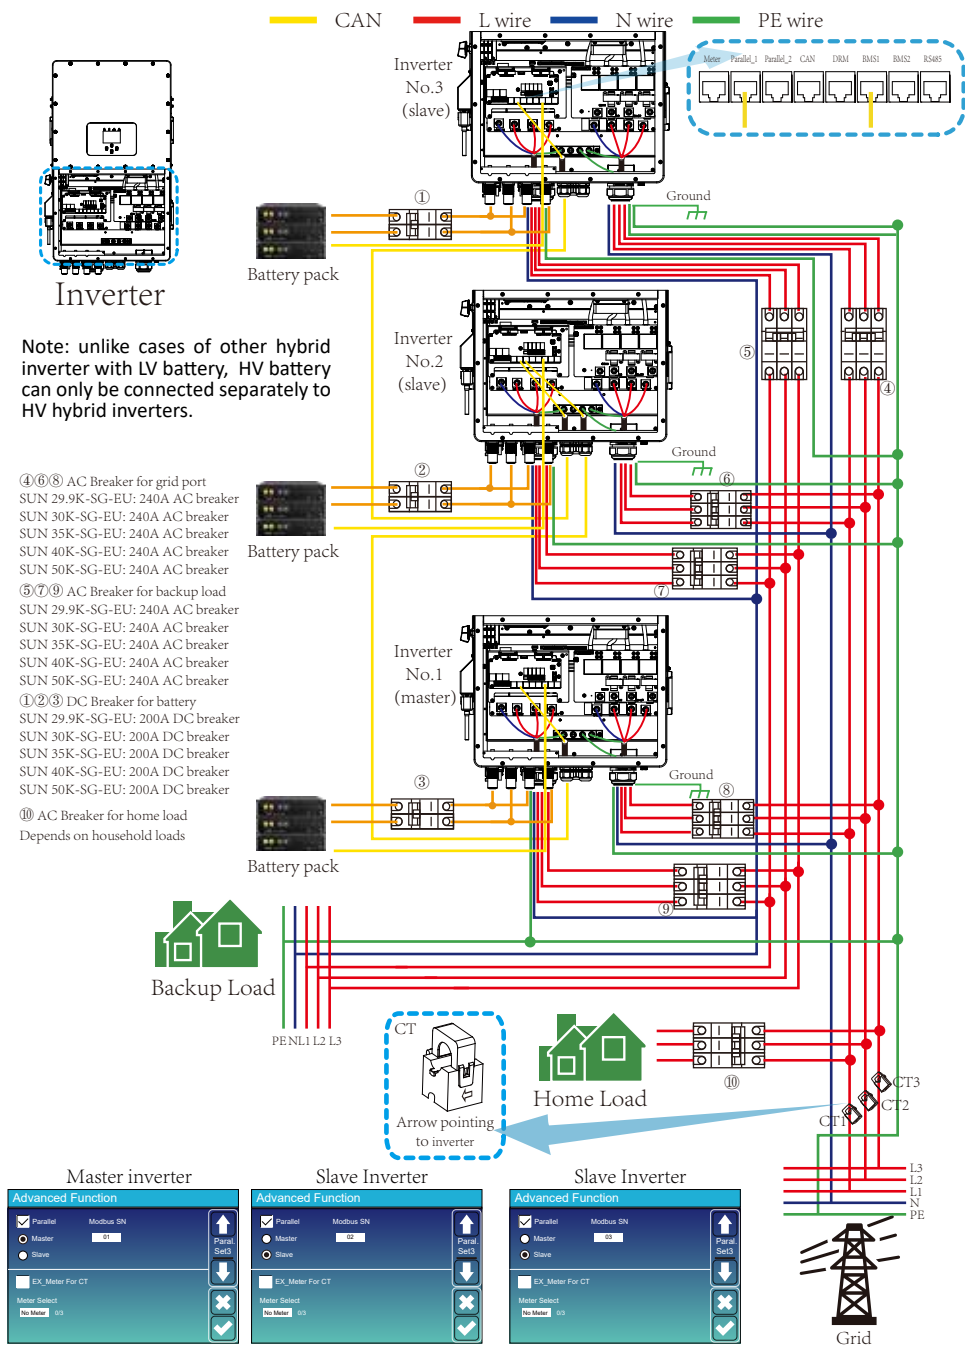 CAN L wire N wire PE wire
Inverter
No.3
(slave)
Meter Parallel_1 Parallel_2 CAN DRM BMS1 BMS2 RS485
①
Ground
Battery pack
Inverter
Note: unlike cases of other hybrid
inverter with LV battery, HV battery
can only be connected separately to
HV hybrid inverters.
Inverter
No.2
(slave)
⑤
④
②
Ground
⑥
Battery pack
⑦
④⑥⑧ AC Breaker for grid port
SUN 29.9K-SG-EU: 240A AC breaker
SUN 30K-SG-EU: 240A AC breaker
SUN 35K-SG-EU: 240A AC breaker
SUN 40K-SG-EU: 240A AC breaker
SUN 50K-SG-EU: 240A AC breaker
⑤⑦⑨ AC Breaker for backup load
SUN 29.9K-SG-EU: 240A AC breaker
SUN 30K-SG-EU: 240A AC breaker
SUN 35K-SG-EU: 240A AC breaker
SUN 40K-SG-EU: 240A AC breaker
SUN 50K-SG-EU: 240A AC breaker
①②③ DC Breaker for battery
SUN 29.9K-SG-EU: 200A DC breaker
SUN 30K-SG-EU: 200A DC breaker
SUN 35K-SG-EU: 200A DC breaker
SUN 40K-SG-EU: 200A DC breaker
SUN 50K-SG-EU: 200A DC breaker
⑩ AC Breaker for home load
Depends on household loads
Inverter
No.1
(master)
③
Ground
⑧
Battery pack
⑨
Backup Load
PE N L1 L2 L3
CT
Arrow pointing
to inverter
Home Load
⑩
CT3
CT2
CT1
L3
L2
L1
N
PE
Grid
Master inverter
Advanced Function
Parallel Modbus SN
Master 01
Slave
Paral.
Set3
EX_Meter For CT
Meter Select
No Meter 0/3
Slave Inverter
Advanced Function
Parallel Modbus SN
Master 02
Slave
Paral.
Set3
EX_Meter For CT
Meter Select
No Meter 0/3
Slave Inverter
Advanced Function
Parallel Modbus SN
Master 03
Slave
Paral.
Set3
EX_Meter For CT
Meter Select
No Meter 0/3